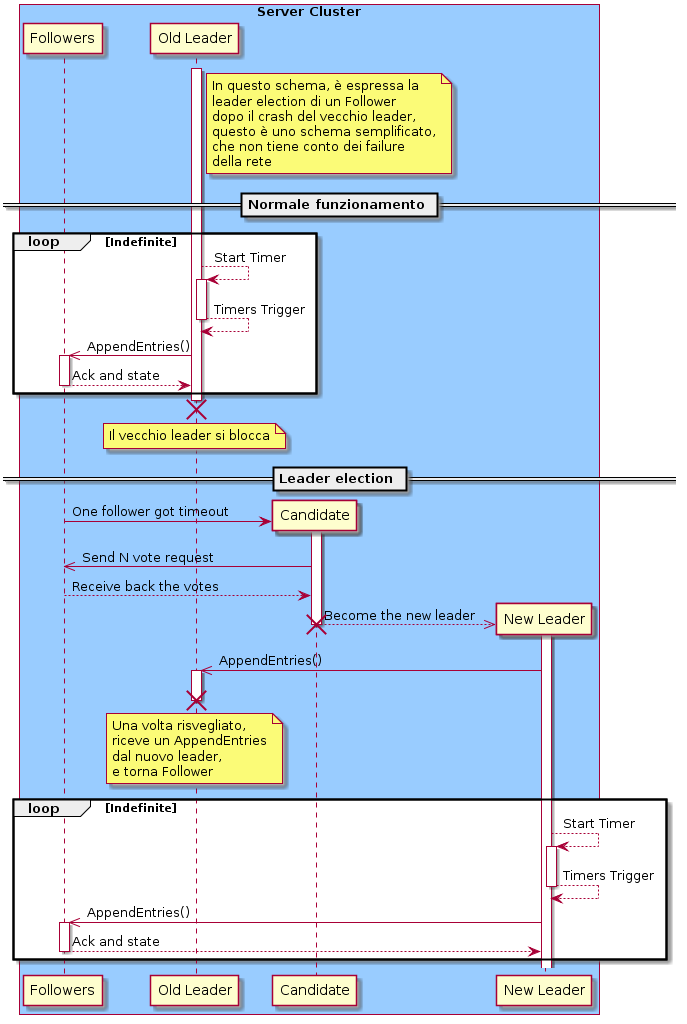 Server Cluster
Followers
Old Leader
In questo schema, è espressa la
leader election di un Follower
dopo il crash del vecchio leader,
questo è uno schema semplificato,
che non tiene conto dei failure
della rete
Normale funzionamento
loop
[Indefinite]
Start Timer
Timers Trigger
AppendEntries()
Ack and state
Il vecchio leader si blocca
Leader election
One follower got timeout
Candidate
Send N vote request
Receive back the votes
Become the new leader
New Leader
AppendEntries()
Una volta risvegliato,
riceve un AppendEntries
dal nuovo leader,
e torna Follower
loop
[Indefinite]
Start Timer
Timers Trigger
AppendEntries()
Ack and state
Followers
Old Leader
Candidate
New Leader